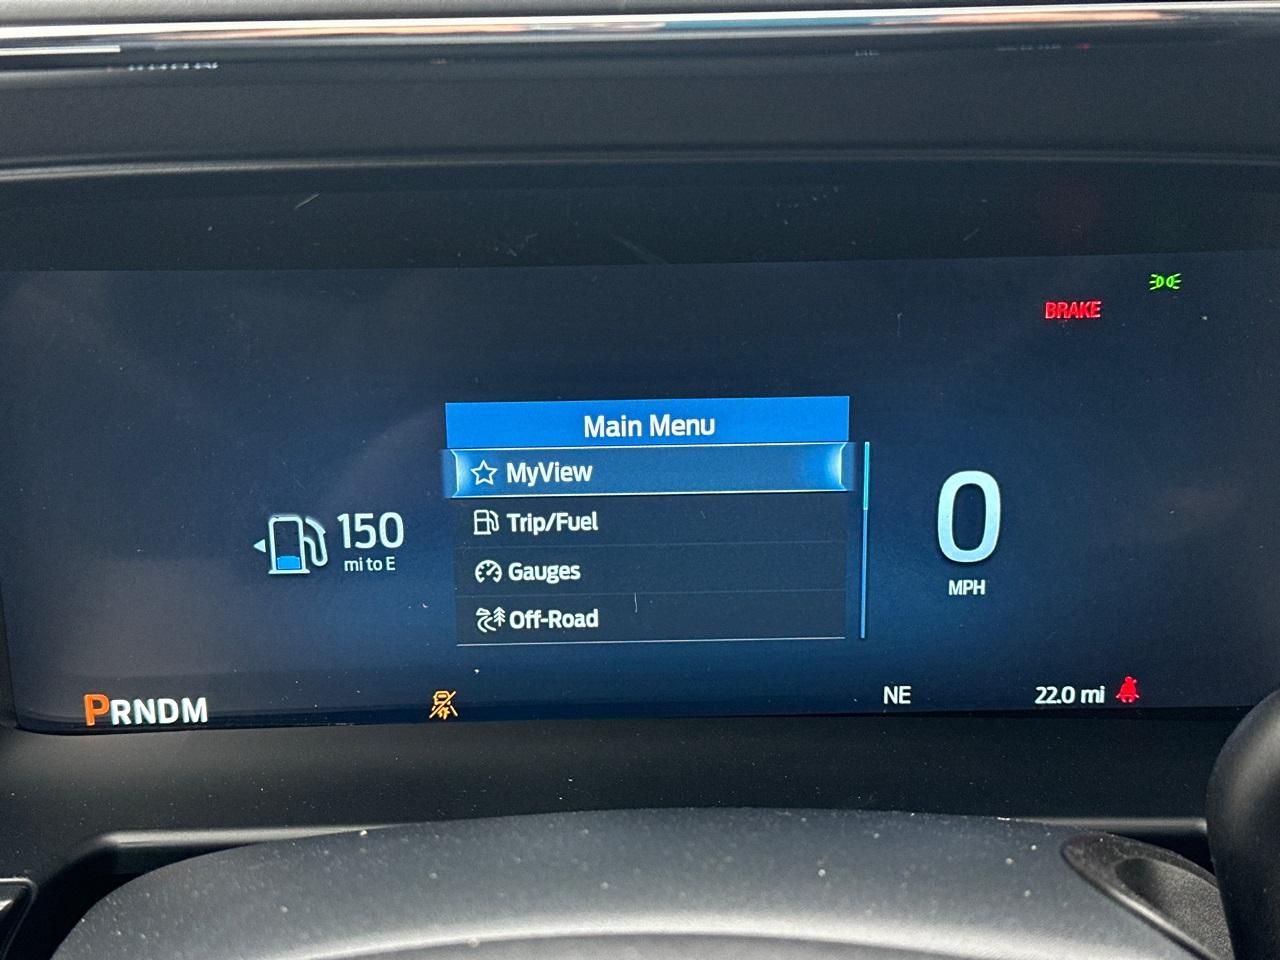 BRAKE
Main Menu
MyView
Trip/Fuel
Gauges
Off-Road
150
mi to E
0
MPH
PRNDM
NE
22.0 mi